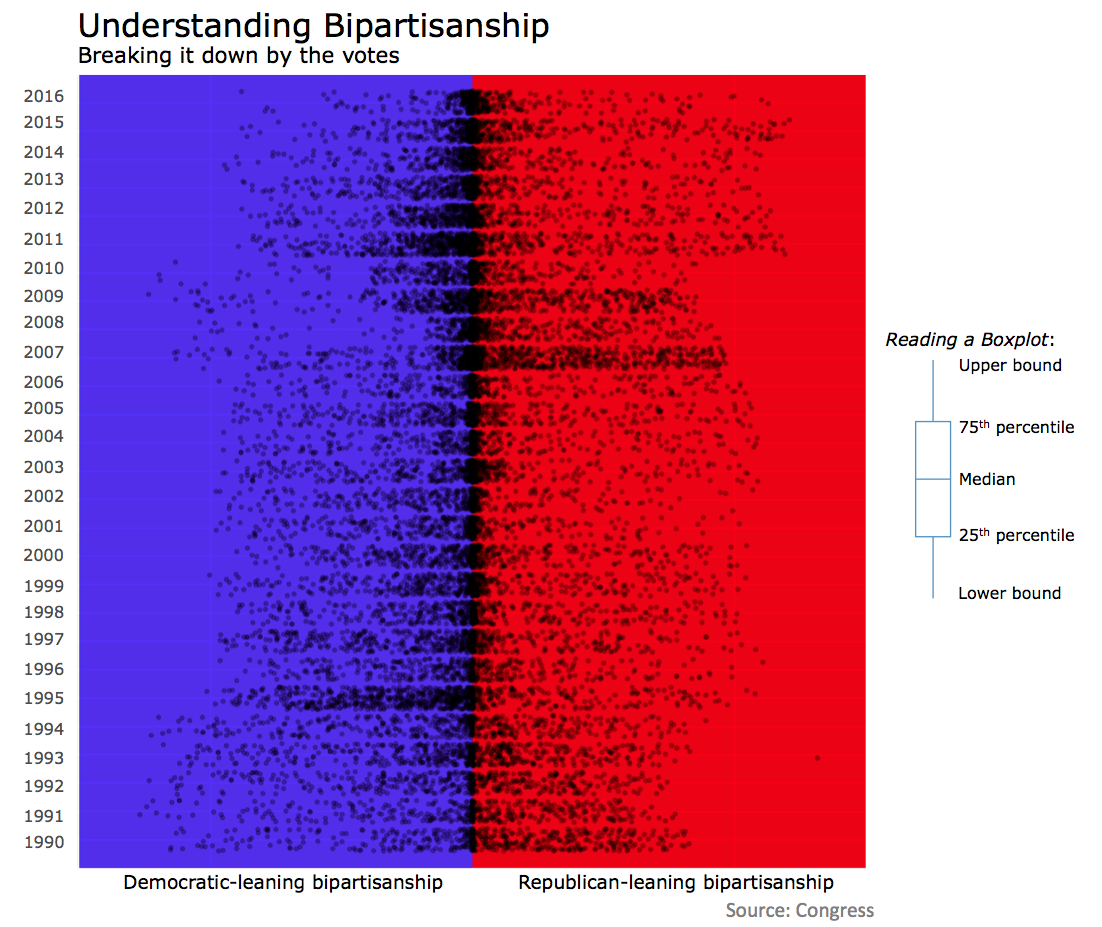 Understanding Bipartisanship
Breaking it down by the votes
2016
2015
2014
2013
2012
2011
2010
2009
2008
2007
2006
2005
2004
2003
2002
2001
2000
1999
1998
1997
1996
1995
1994
1993
1992
1991
1990
Democratic-leaning bipartisanship
Republican-leaning bipartisanship
Source: Congress
Reading a Boxplot:
Upper bound
75th percentile
Median
25th percentile
Lower bound